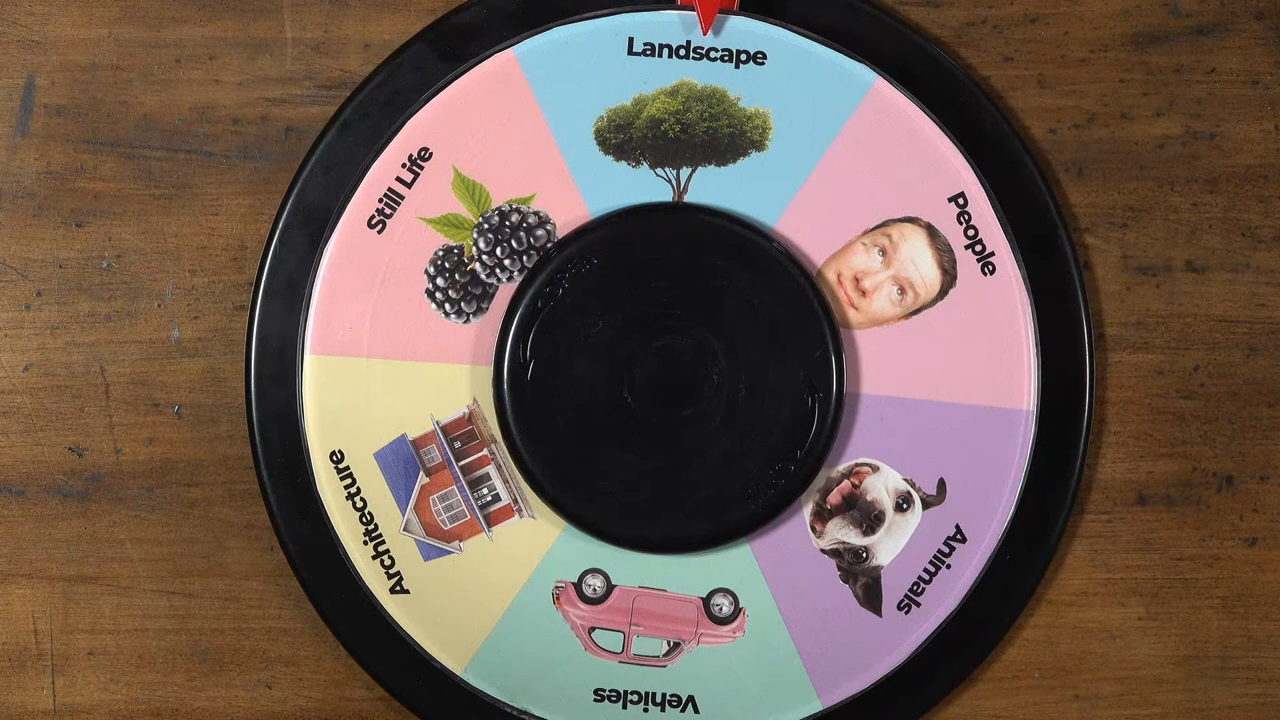 Landscape
People
Animals
Vehicles
Architecture
Still Life